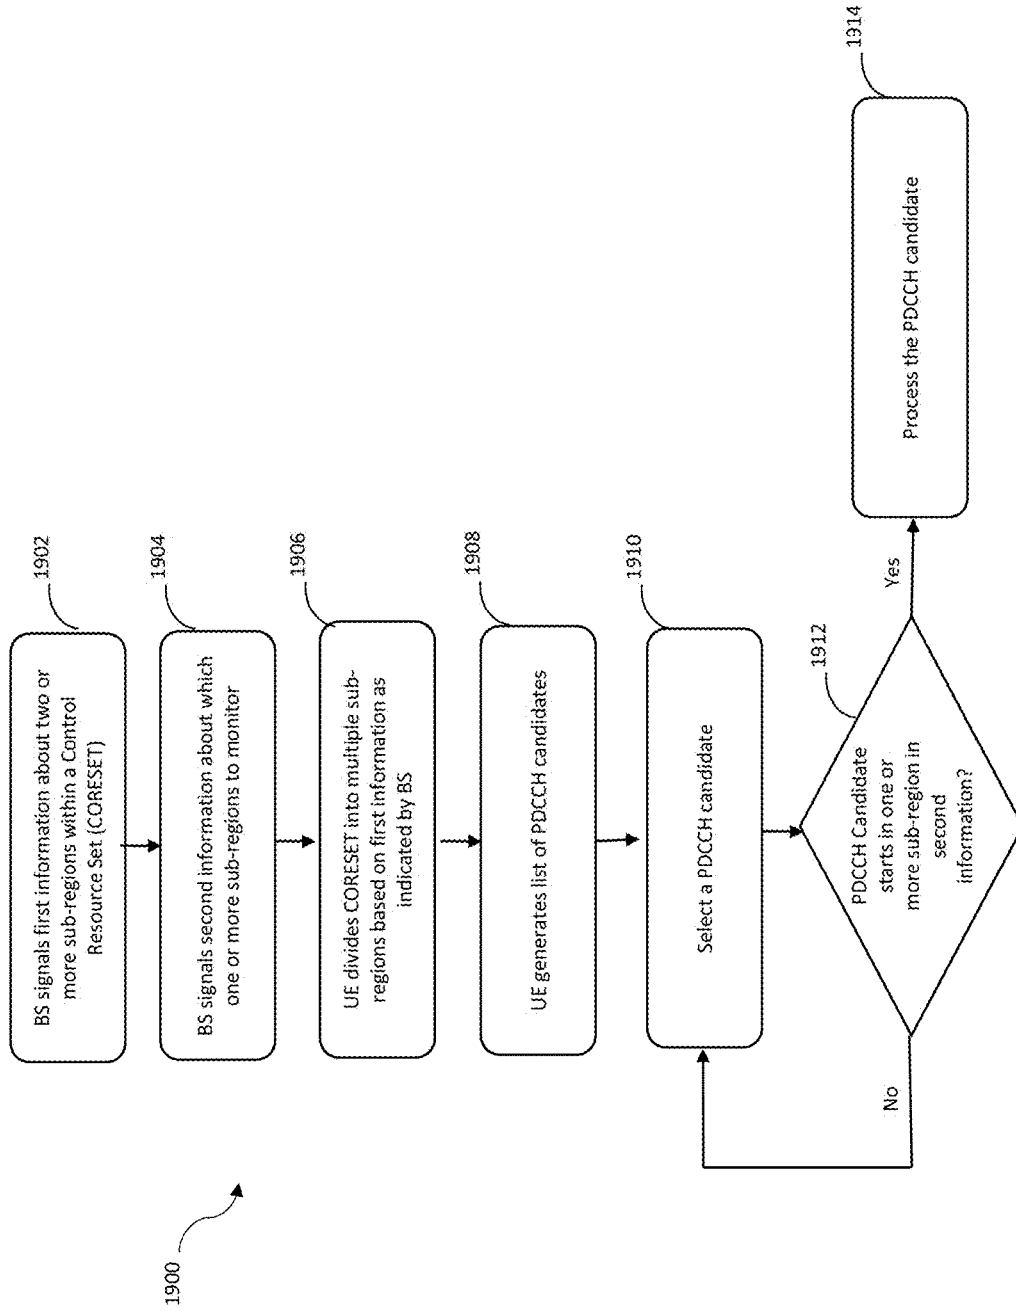 1900
BS signals first information about two or
more sub-regions within a Control
Resource Set (CORESET)
1902
BS signals second information about which
one or more sub-regions to monitor
1904
UE divides CORESET into multiple sub-
regions based on first information as
indicated by BS
1906
UE generates list of PDCCH candidates
1908
Select a PDCCH candidate
1910
PDCCH Candidate
starts in one or
more sub-region in
second
information?
1912
No
Yes
Process the PDCCH candidate
1914